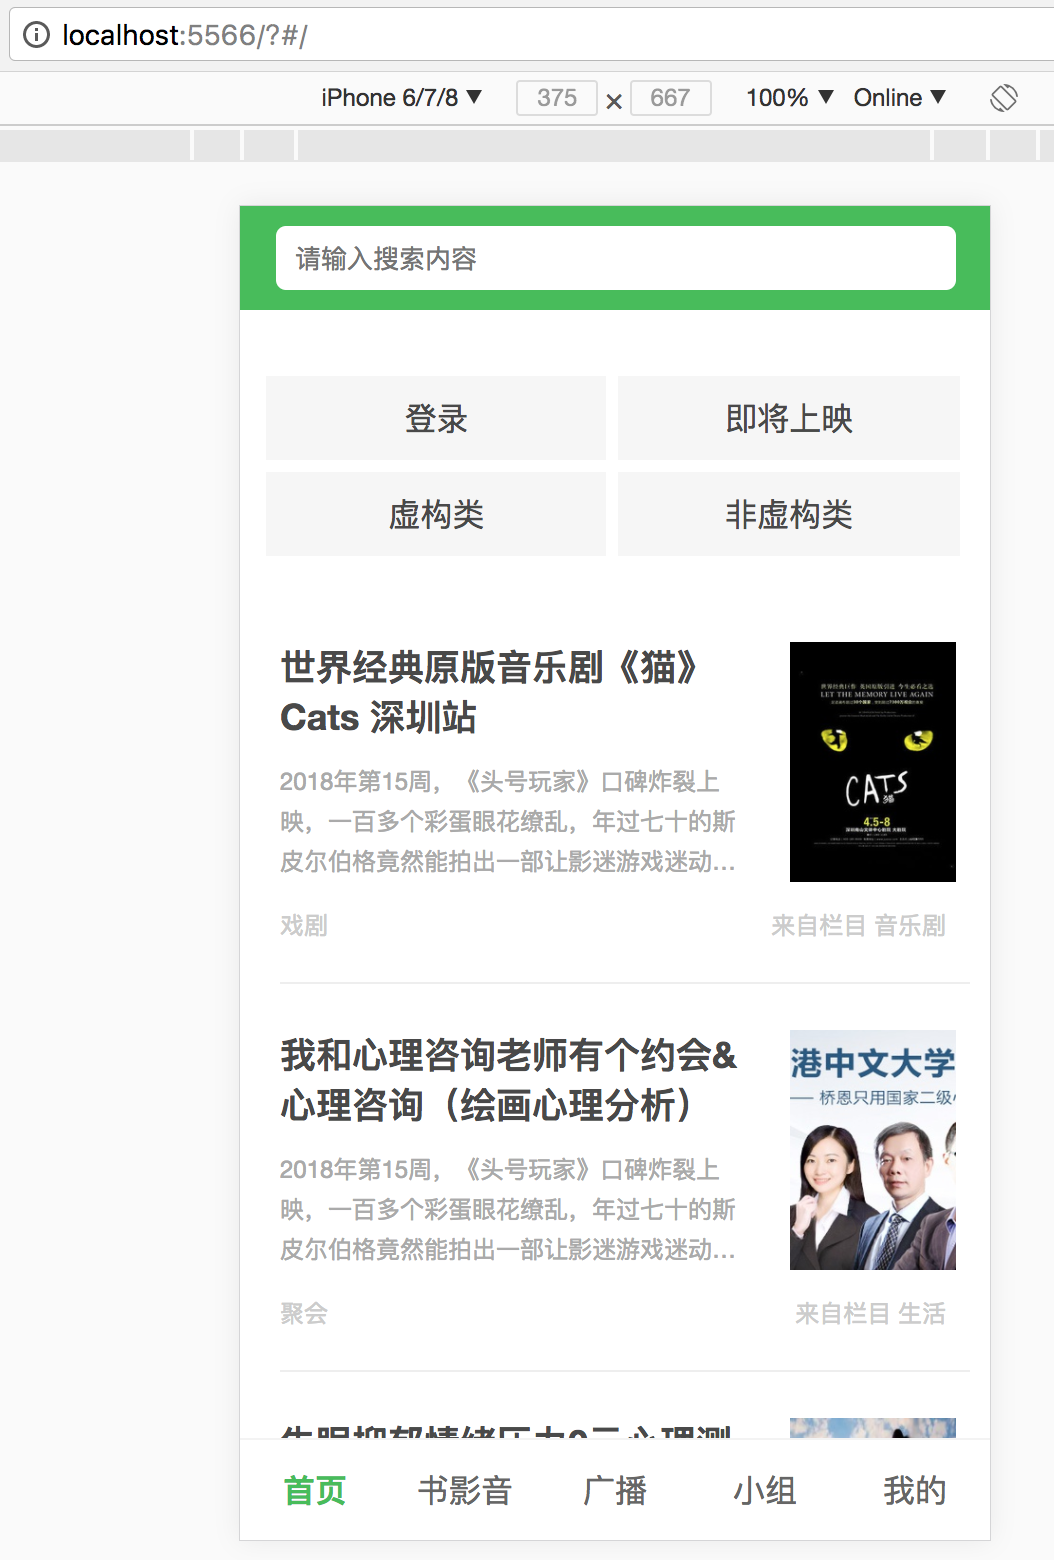 localhost:5566/?#/
iPhone 6/7/8 ▼ 375 × 667 100% ▼ Online ▼
请输入搜索内容
登录 即将上映
虚构类 非虚构类
世界经典原版音乐剧《猫》
Cats 深圳站
2018年第15周，《头号玩家》口碑炸裂上
映，一百多个彩蛋眼花缭乱，年过七十的斯
皮尔伯格竟然能拍出一部让影迷游戏迷动...
LET THE MEMORY LIVE AGAIN
CATS
猫
4.5-8
戏剧 来自栏目 音乐剧
我和心理咨询老师有个约会&
心理咨询（绘画心理分析）
2018年第15周，《头号玩家》口碑炸裂上
映，一百多个彩蛋眼花缭乱，年过七十的斯
皮尔伯格竟然能拍出一部让影迷游戏迷动...
港中文大学
—— 桥恩只用国家二级
聚会 来自栏目 生活
首页 书影音 广播 小组 我的